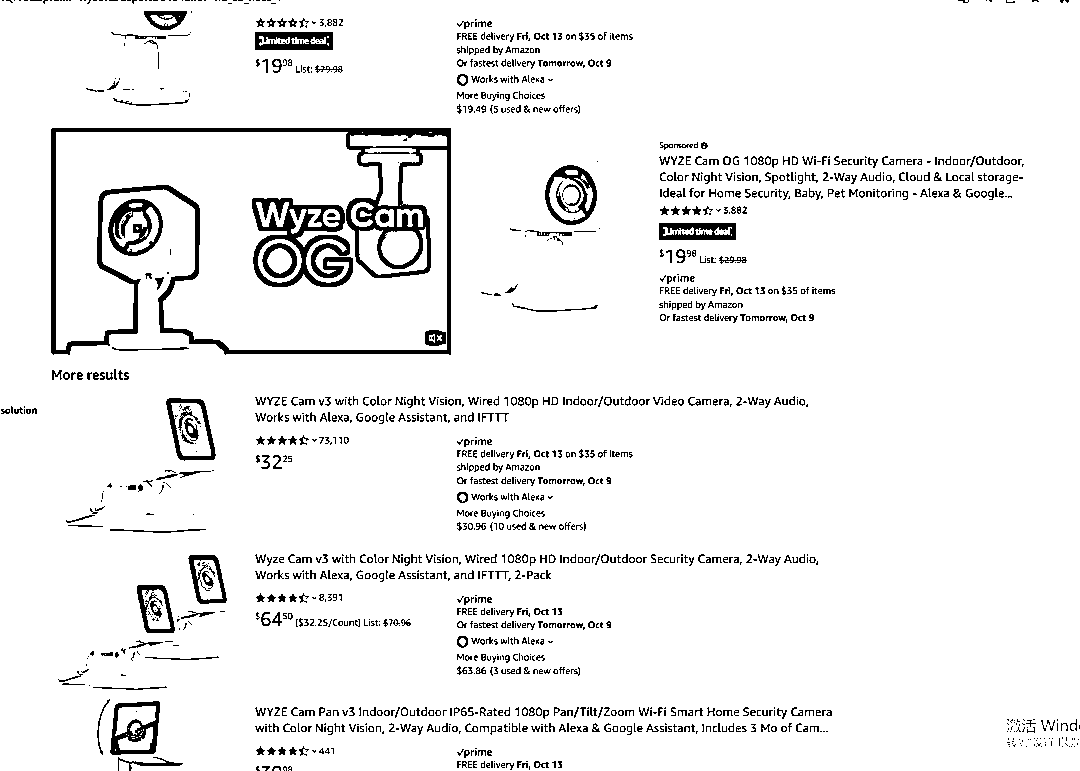 3,882
Limited time deal
$19 98 List: $79.98
prime
FREE delivery Fri, Oct 13 on $35 of items
shipped by Amazon
Or fastest delivery Tomorrow, Oct 9
Works with Alexa
More Buying Choices
$19.49 (5 used & new offers)
Wyze Cam
OG
Sponsored
WYZE Cam OG 1080p HD Wi-Fi Security Camera - Indoor/Outdoor,
Color Night Vision, Spotlight, 2-Way Audio, Cloud & Local storage-
Ideal for Home Security, Baby, Pet Monitoring - Alexa & Google...
3,882
Limited time deal
$19 98 List: $29.98
prime
FREE delivery Fri, Oct 13 on $35 of items
shipped by Amazon
Or fastest delivery Tomorrow, Oct 9
More results
solution
WYZE Cam v3 with Color Night Vision, Wired 1080p HD Indoor/Outdoor Video Camera, 2-Way Audio,
Works with Alexa, Google Assistant, and IFTTT
73,110
$32 25
prime
FREE delivery Fri, Oct 13 on $35 of items
shipped by Amazon
Or fastest delivery Tomorrow, Oct 9
Works with Alexa
More Buying Choices
$30.96 (10 used & new offers)
Wyze Cam v3 with Color Night Vision, Wired 1080p HD Indoor/Outdoor Security Camera, 2-Way Audio,
Works with Alexa, Google Assistant, and IFTTT, 2-Pack
8,391
$64 50 ($32.25/Count) List: $70.96
prime
FREE delivery Fri, Oct 13
Or fastest delivery Tomorrow, Oct 9
Works with Alexa
More Buying Choices
$63.86 (3 used & new offers)
WYZE Cam Pan v3 Indoor/Outdoor IP65-Rated 1080p Pan/Tilt/Zoom Wi-Fi Smart Home Security Camera
with Color Night Vision, 2-Way Audio, Compatible with Alexa & Google Assistant, Includes 3 Mo of Cam...
441
prime
FREE delivery Fri, Oct 13
激活 Windo